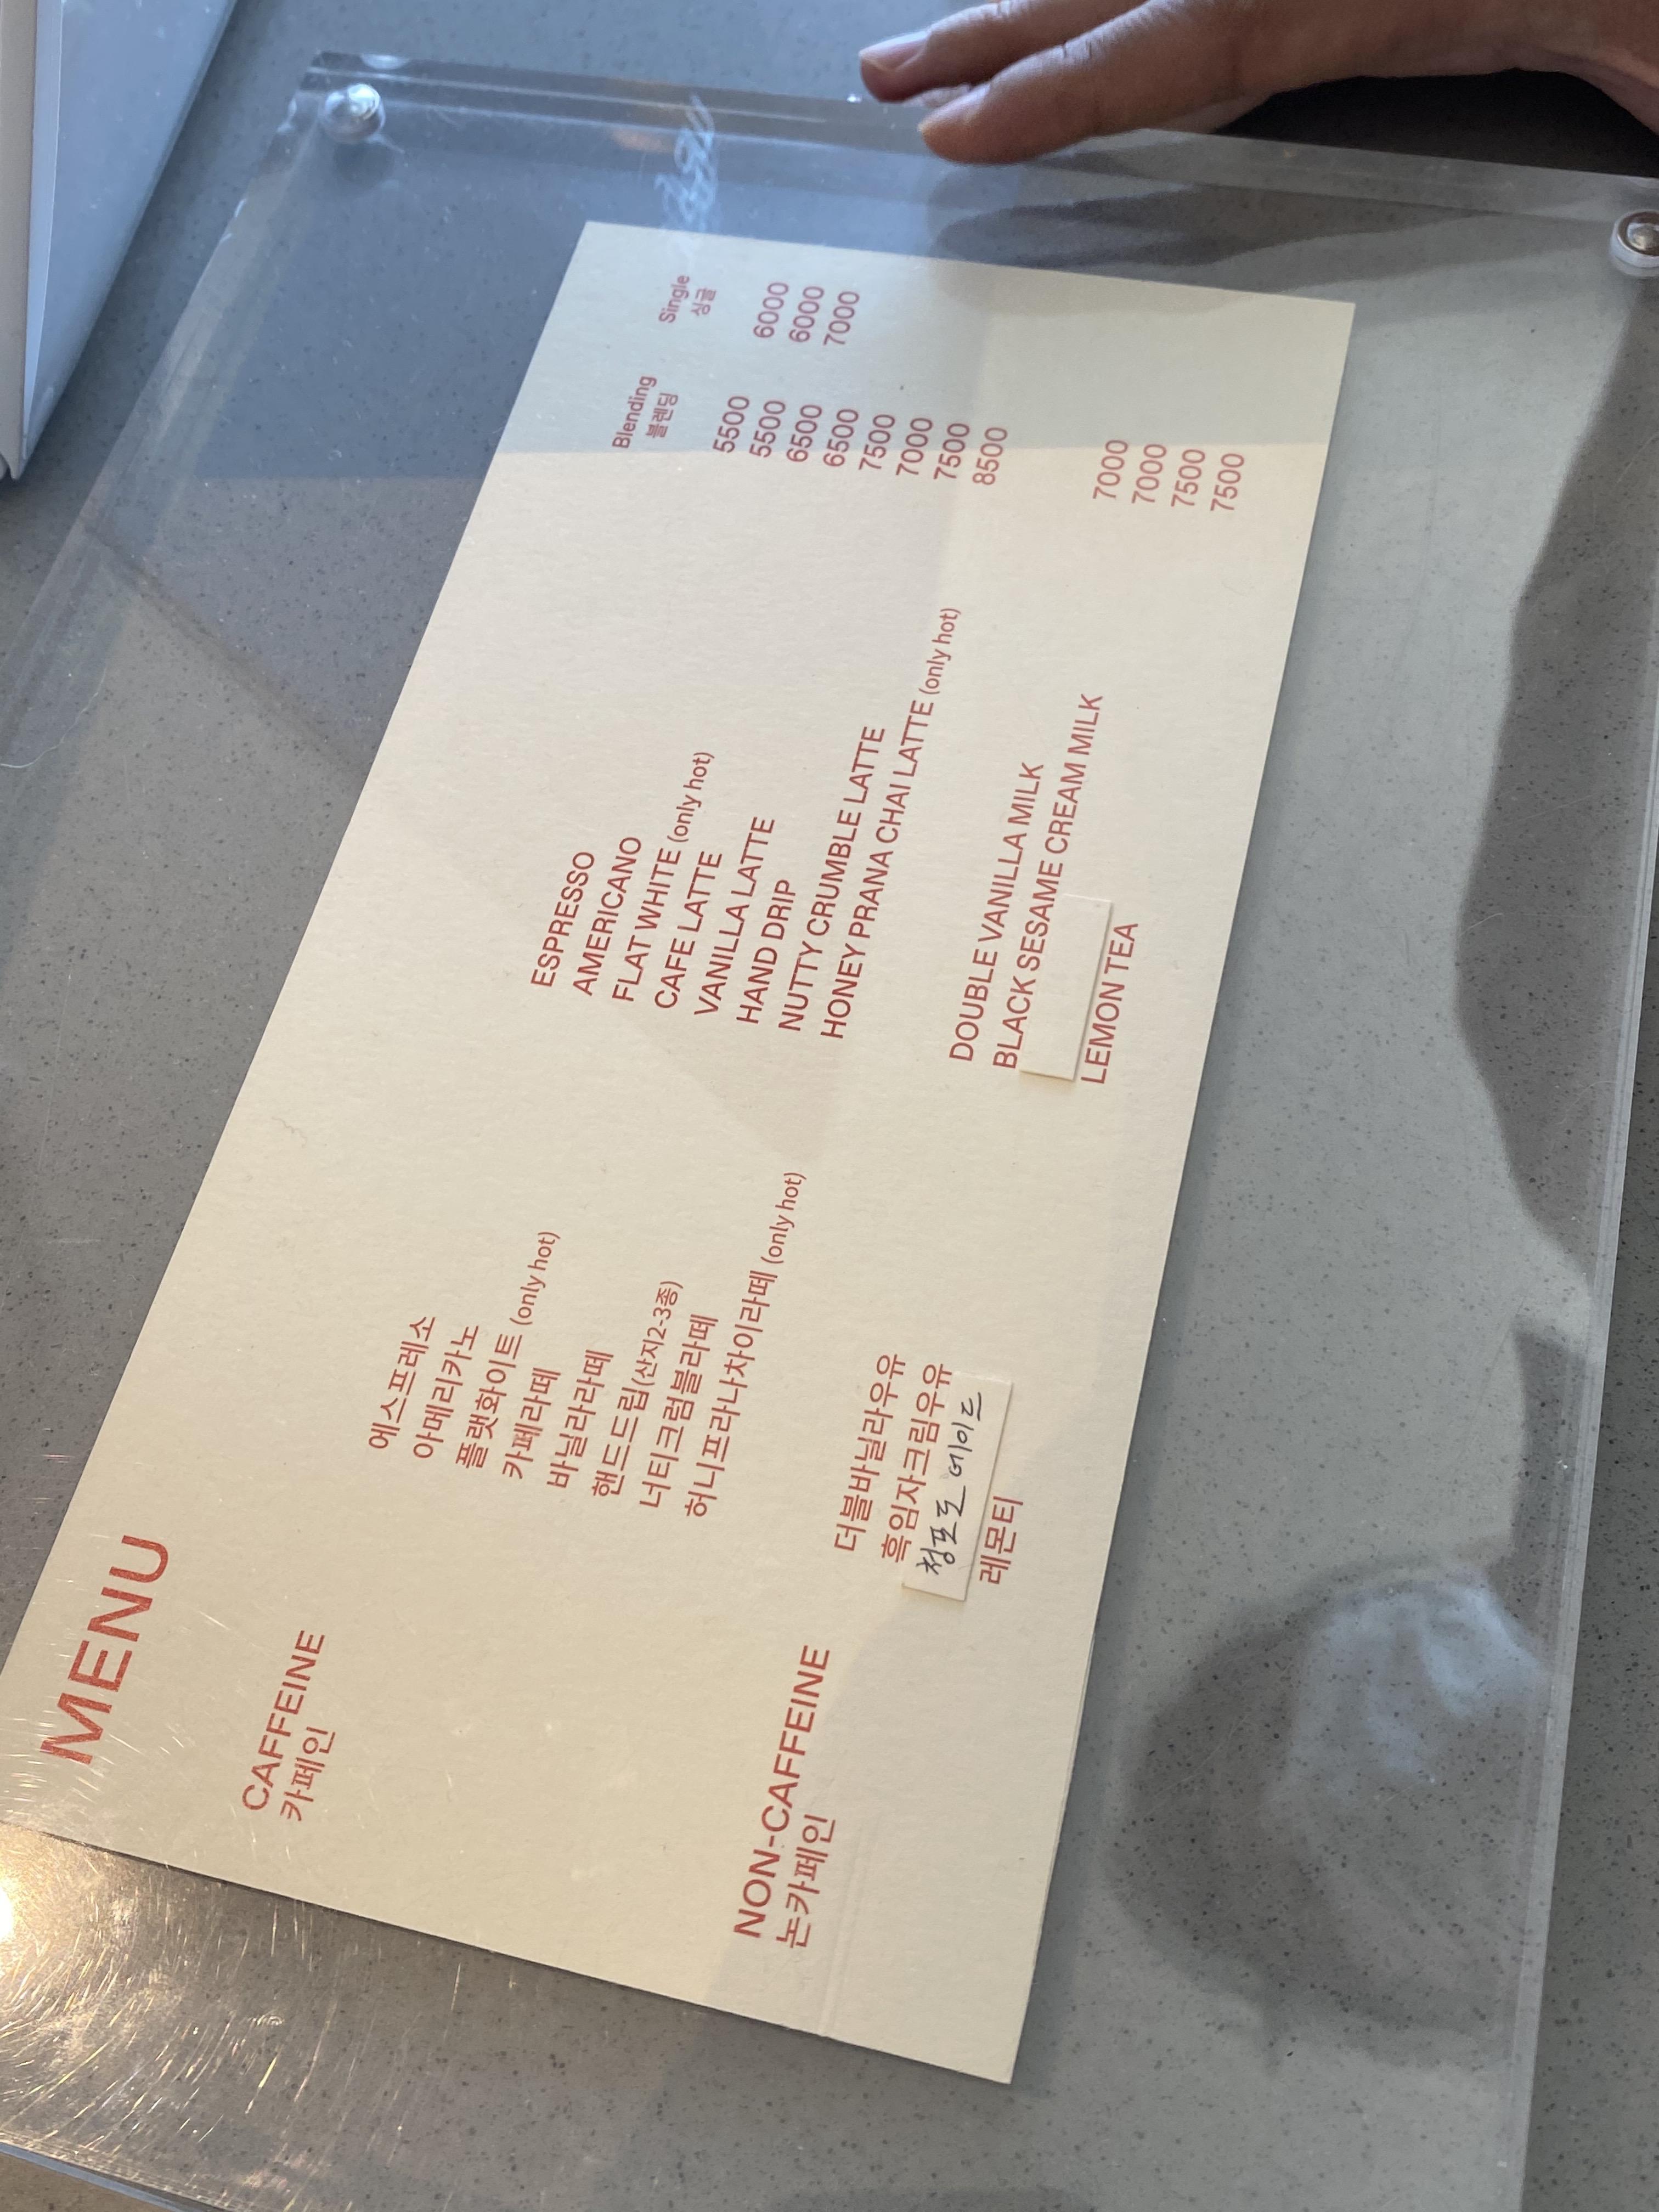 MENU
CAFFEINE
카페인
Blending Single
블렌딩 싱글
에스프레소 ESPRESSO 5500 6000
아메리카노 AMERICANO 5500 6000
플랫화이트 (only hot) FLAT WHITE (only hot) 6500 7000
카페라떼 CAFE LATTE 6500
바닐라라떼 VANILLA LATTE 7500
핸드드립(산지2-3종) HAND DRIP 7000
너티크럼블라떼 NUTTY CRUMBLE LATTE 7500
허니프라나차이라떼 (only hot) HONEY PRANA CHAI LATTE (only hot) 8500
NON-CAFFEINE
논카페인
더블바닐라우유 DOUBLE VANILLA MILK 7000
흑임자크림우유 BLACK SESAME CREAM MILK 7000
청포도 에이드 7500
레몬티 LEMON TEA 7500